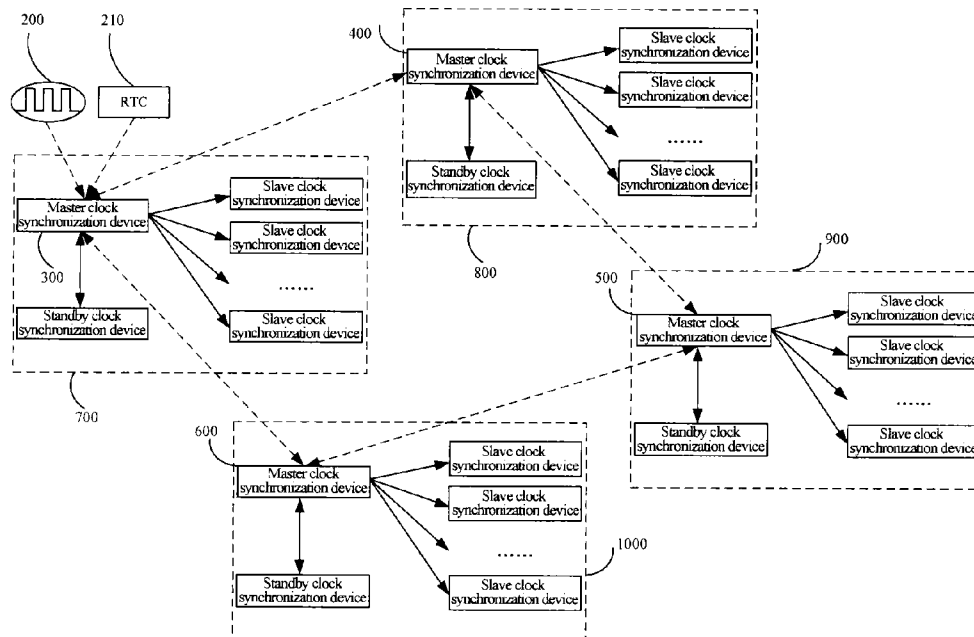 200
210
RTC
400
Master clock
synchronization device
Slave clock
synchronization device
Slave clock
synchronization device
......
Slave clock
synchronization device
Standby clock
synchronization device
800
Master clock
synchronization device
300
Slave clock
synchronization device
Slave clock
synchronization device
......
Slave clock
synchronization device
Standby clock
synchronization device
700
900
500
Master clock
synchronization device
Slave clock
synchronization device
Slave clock
synchronization device
......
Slave clock
synchronization device
Standby clock
synchronization device
600
Master clock
synchronization device
Slave clock
synchronization device
Slave clock
synchronization device
......
Slave clock
synchronization device
Standby clock
synchronization device
1000